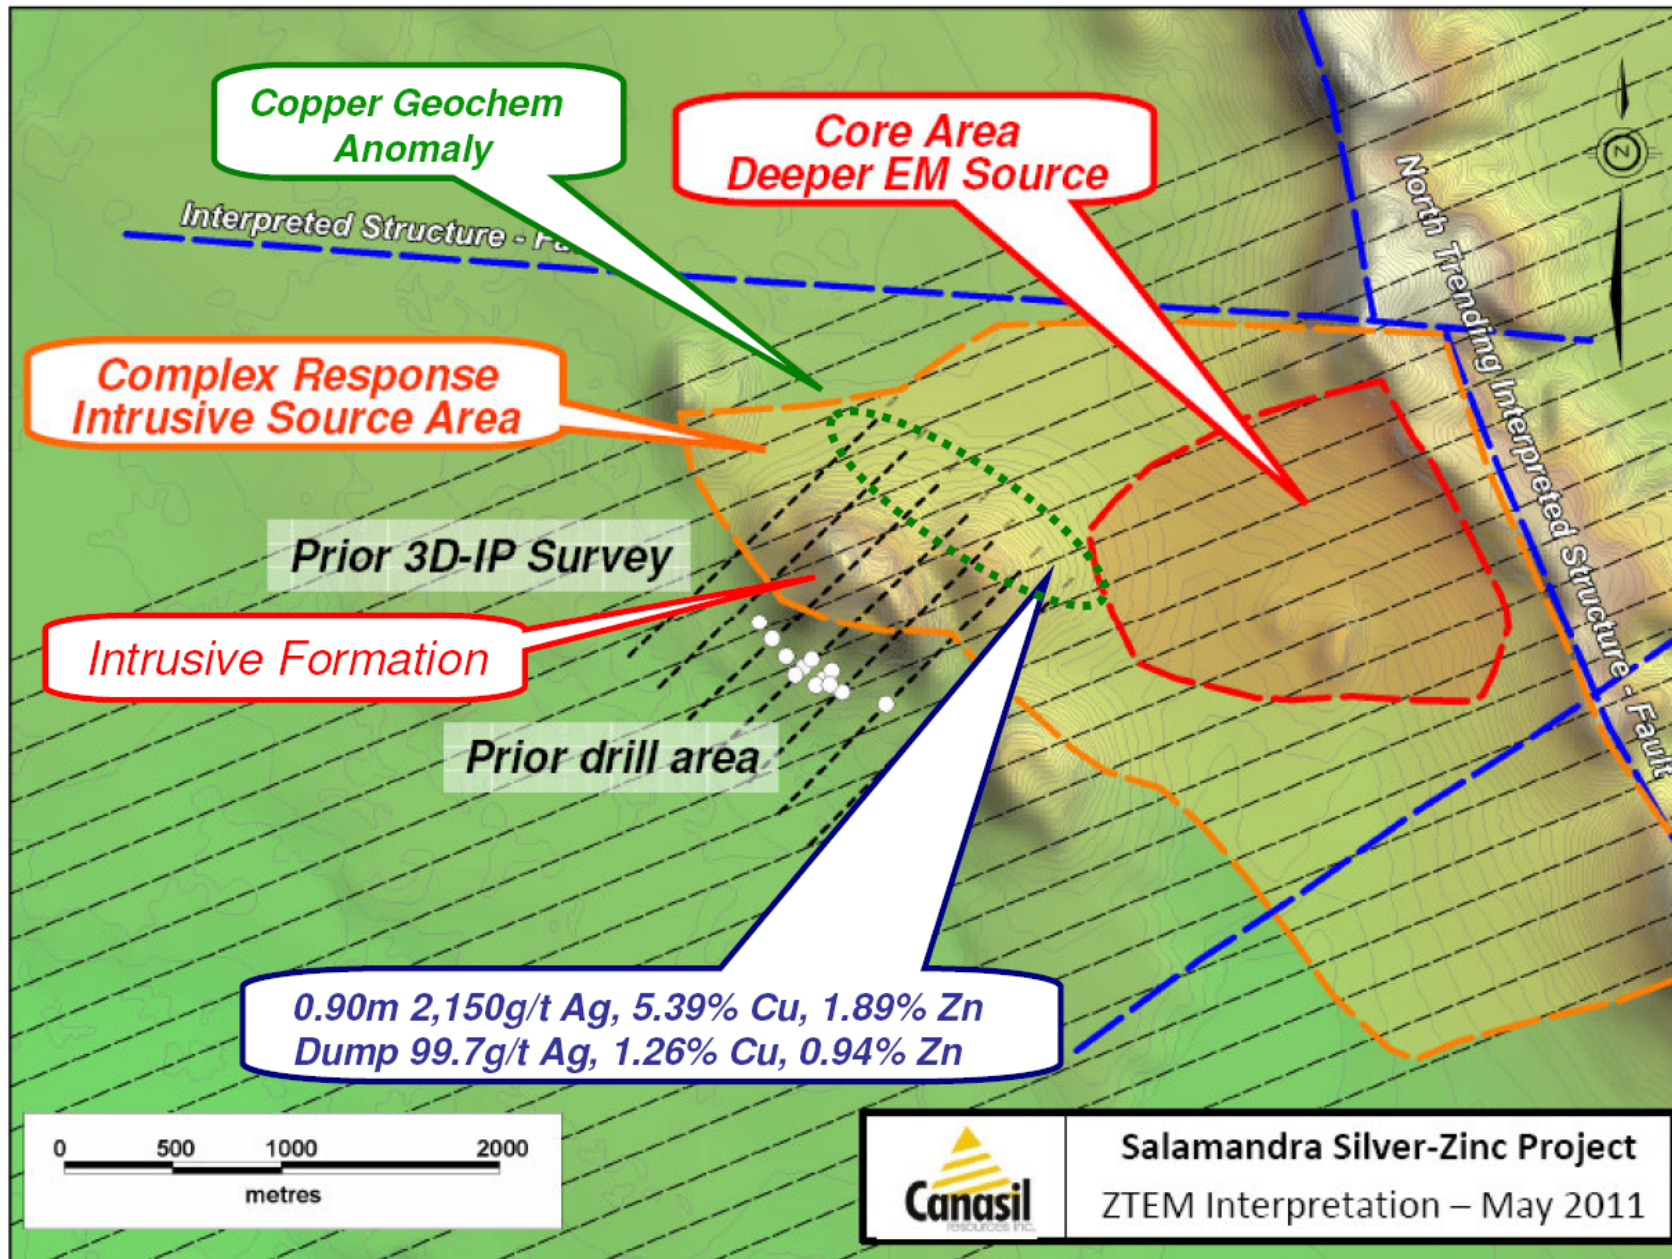 Copper Geochem
Anomaly
Core Area
Deeper EM Source
Interpreted Structure - Fa
North Trending Interpreted Structure - Fault
Z
Complex Response
Intrusive Source Area
Prior 3D-IP Survey
Intrusive Formation
Prior drill area
0.90m 2,150g/t Ag, 5.39% Cu, 1.89% Zn
Dump 99.7g/t Ag, 1.26% Cu, 0.94% Zn
0 500 1000 2000
metres
Canasil
resources inc.
Salamandra Silver-Zinc Project
ZTEM Interpretation – May 2011